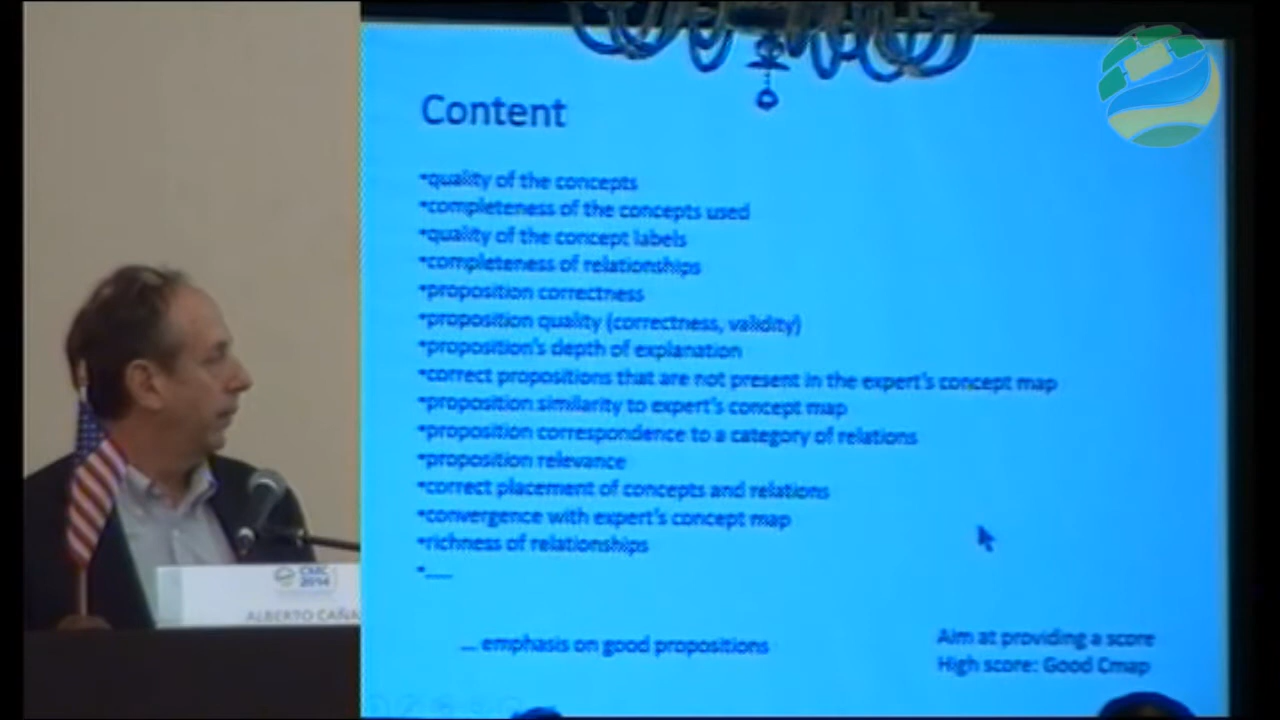 Content
•quality of the concepts
•completeness of the concepts used
•quality of the concept labels
•completeness of relationships
•proposition correctness
•proposition quality (correctness, validity)
•proposition's depth of explanation
•correct propositions that are not present in the expert's concept map
•proposition similarity to expert's concept map
•proposition correspondence to a category of relations
•proposition relevance
•correct placement of concepts and relations
•convergence with expert's concept map
•richness of relationships
•.....
... emphasis on good propositions
Aim at providing a score
High score: Good Cmap
CMC
2014
ALBERTO CAÑA